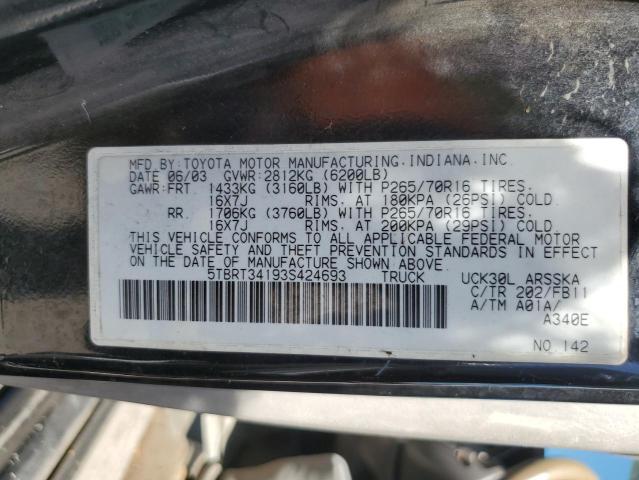 MFD BY: TOYOTA MOTOR MANUFACTURING, INDIANA, INC.
DATE 06/03 GVWR: 2812KG (6200LB)
GAWR: FRT. 1433KG (3160LB) WITH P265/70R16 TIRES.
16X7J RIMS. AT 180KPA (26PSI) COLD.
RR. 1706KG (3760LB) WITH P265/70R16 TIRES.
16X7J RIMS. AT 200KPA (29PSI) COLD.
THIS VEHICLE CONFORMS TO ALL APPLICABLE FEDERAL MOTOR
VEHICLE SAFETY AND THEFT PREVENTION STANDARDS IN EFFECT
ON THE DATE OF MANUFACTURE SHOWN ABOVE.
5TBRT34193S424693 TRUCK UCK30L ARSSKA
C/TR 202/FB11
A/TM A01A/
A340E
NO. 142